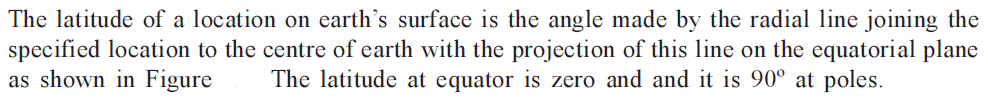 The latitude of a location on earth's surface is the angle made by the radial line joining the
specified location to the centre of earth with the projection of this line on the equatorial plane
as shown in Figure The latitude at equator is zero and and it is 90º at poles.